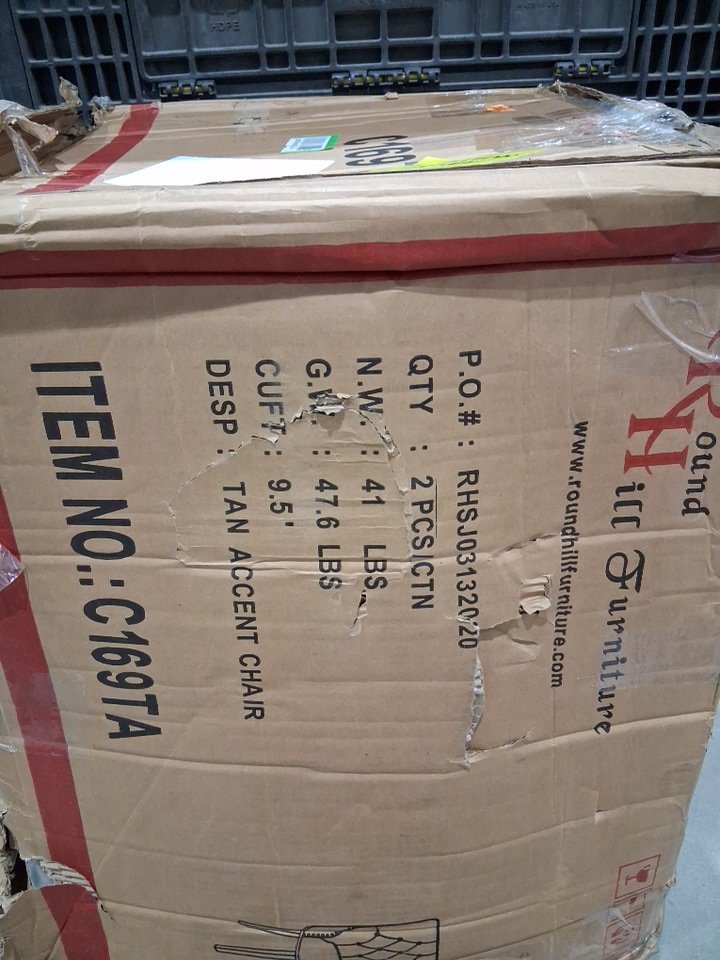 Round
Hill Furniture
www.roundhillfurniture.com
P.O.# : RHSJ03132020
QTY : 2 PCS/CTN
N.W. : 41 LBS
G.W. : 47.6 LBS
CUFT : 9.5'
DESP : TAN ACCENT CHAIR
ITEM NO.: C169TA
C169
HDPE